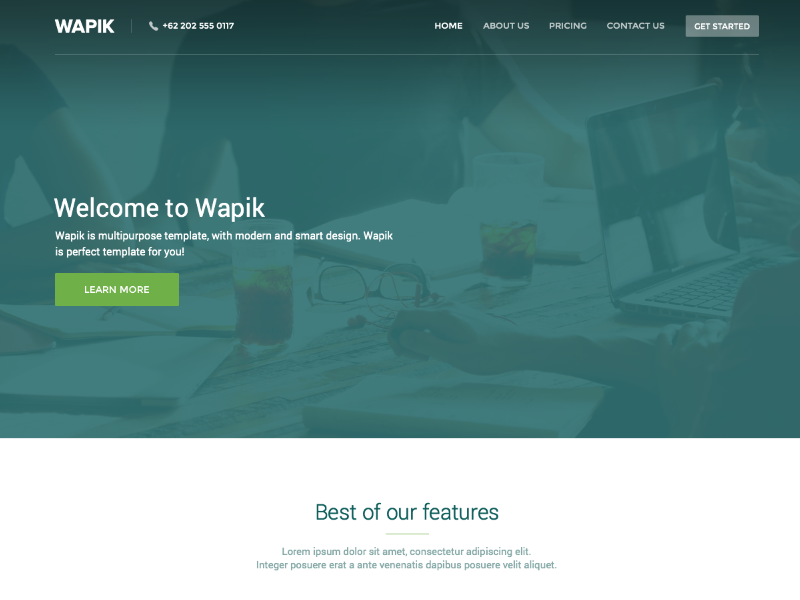 WAPIK
+62 202 555 0117
HOME
ABOUT US
PRICING
CONTACT US
GET STARTED
Welcome to Wapik
Wapik is multipurpose template, with modern and smart design. Wapik
is perfect template for you!
LEARN MORE
Best of our features
Lorem ipsum dolor sit amet, consectetur adipiscing elit.
Integer posuere erat a ante venenatis dapibus posuere velit aliquet.